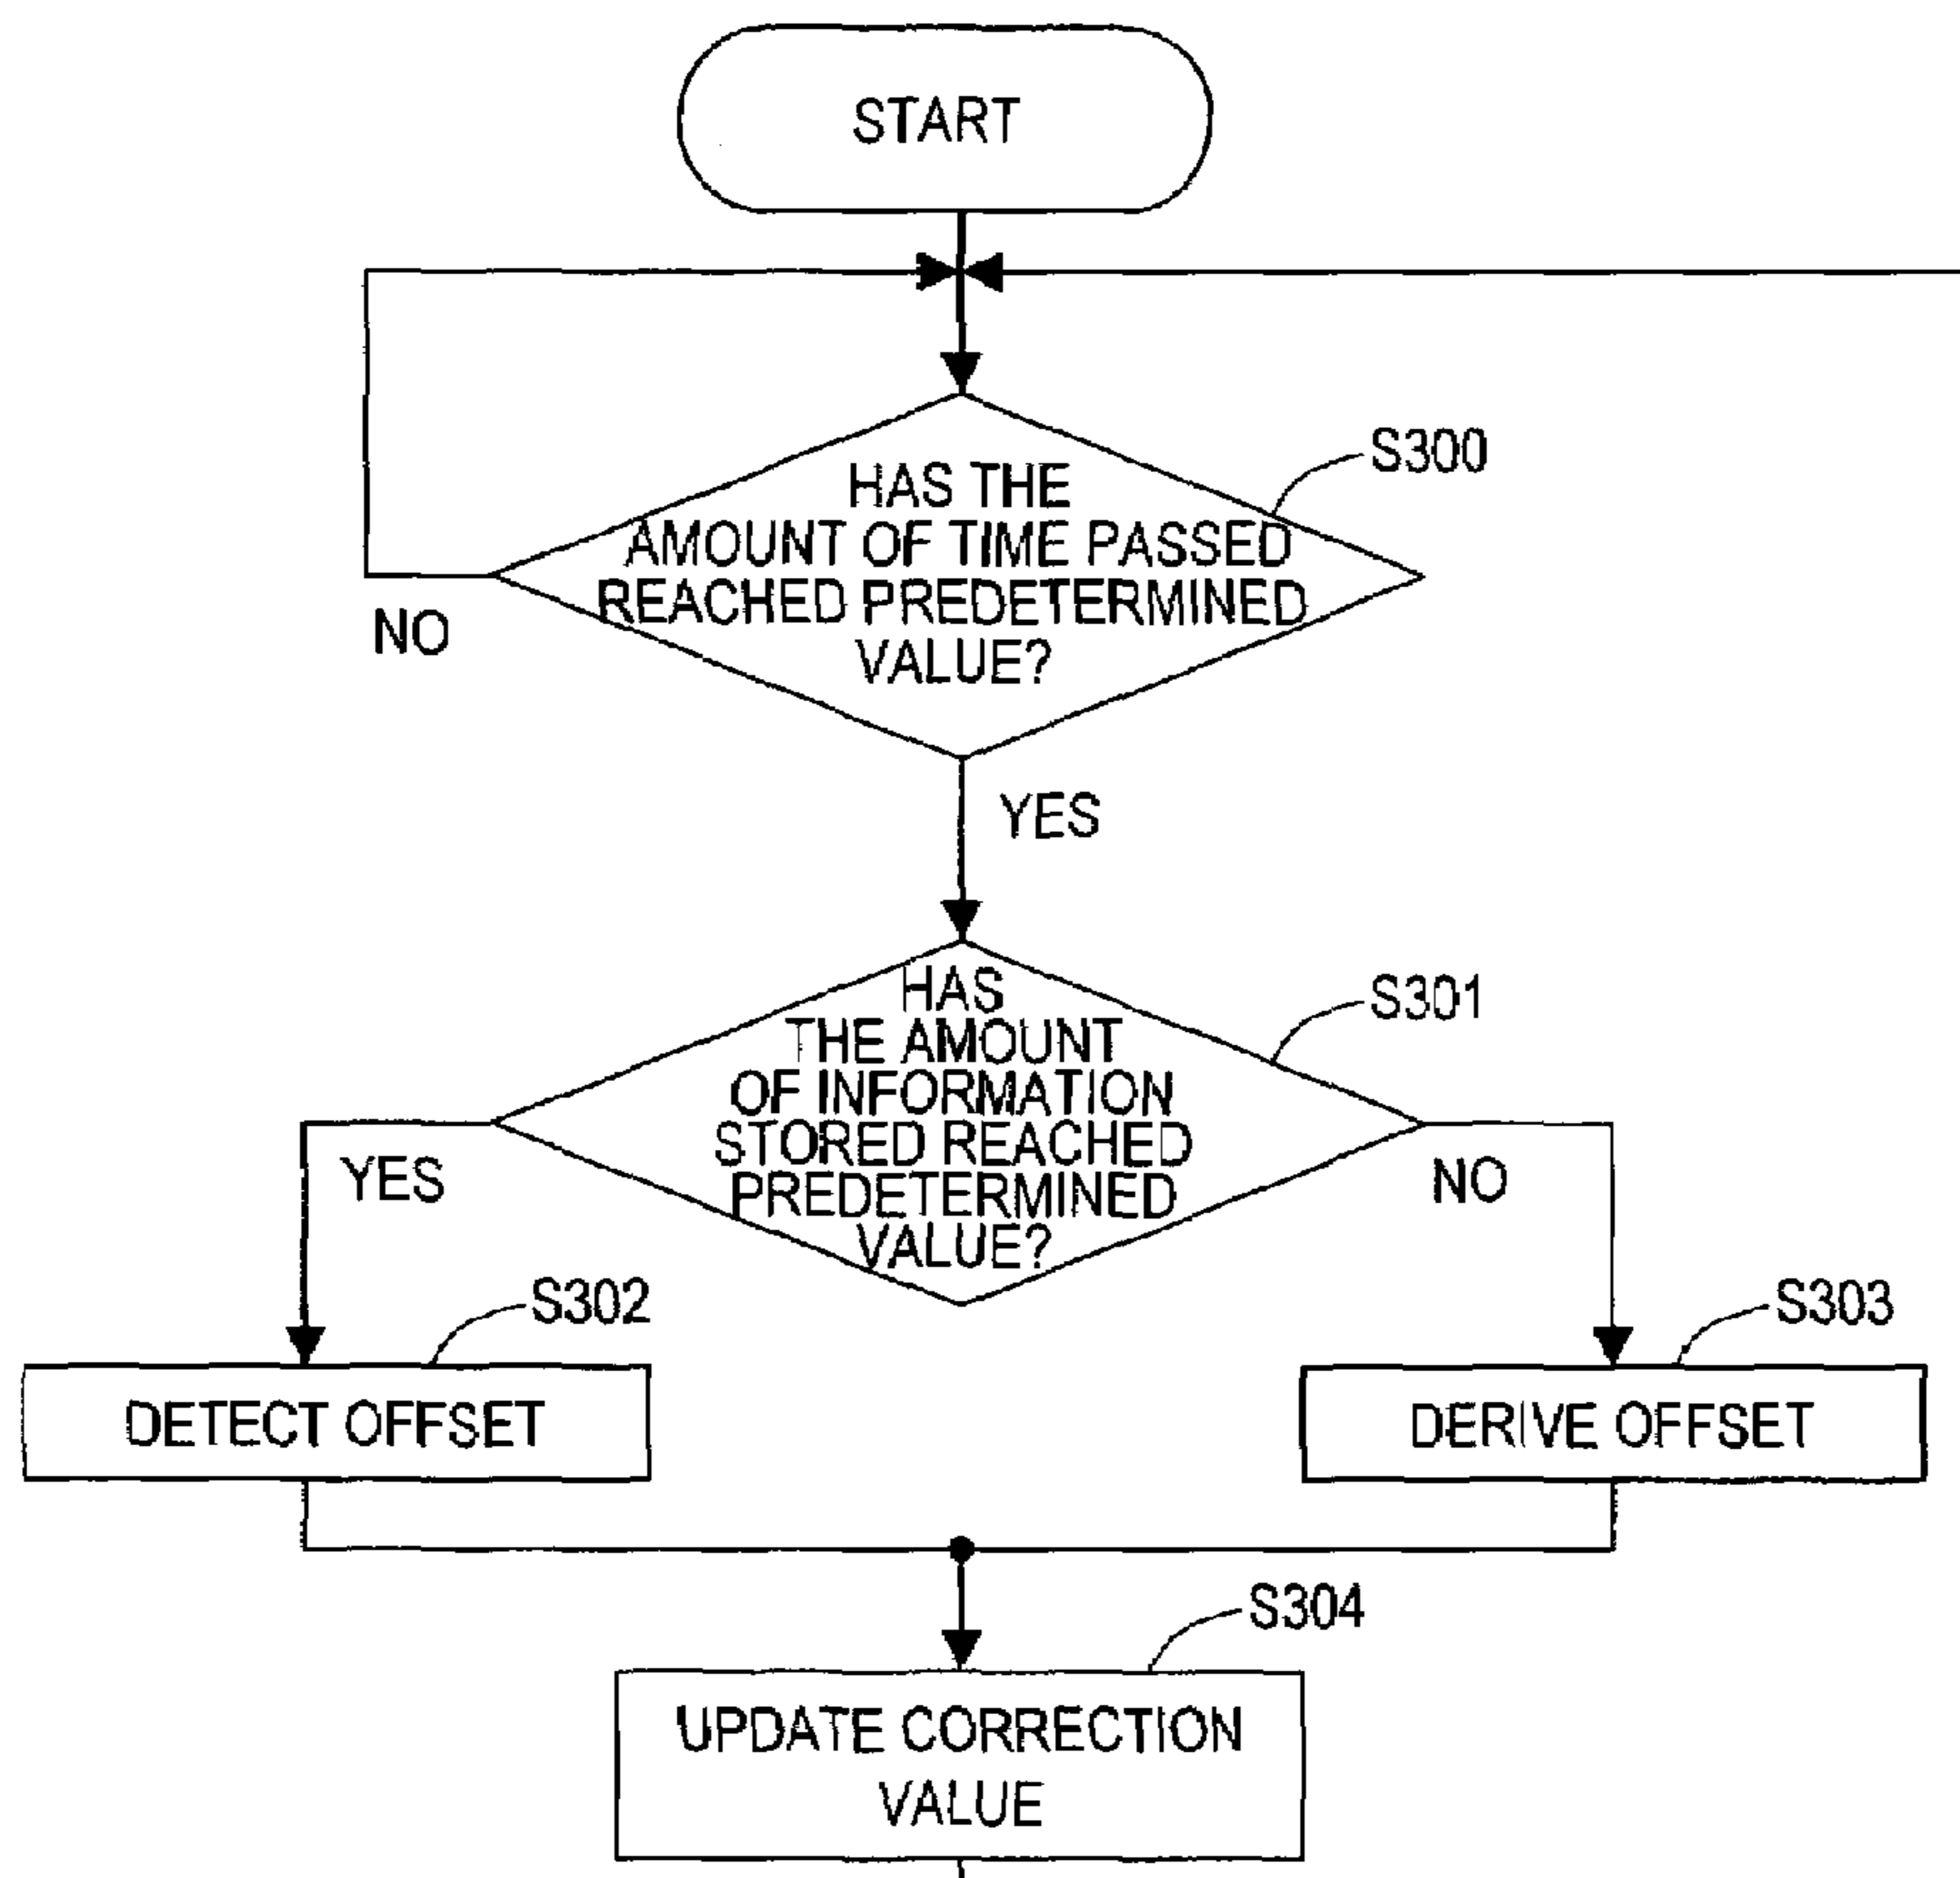 START
S300
HAS THE
AMOUNT OF TIME PASSED
REACHED PREDETERMINED
VALUE?
NO
YES
S301
HAS
THE AMOUNT
OF INFORMATION
STORED REACHED
PREDETERMINED
VALUE?
YES
NO
S302
S303
DETECT OFFSET
DERIVE OFFSET
S304
UPDATE CORRECTION
VALUE